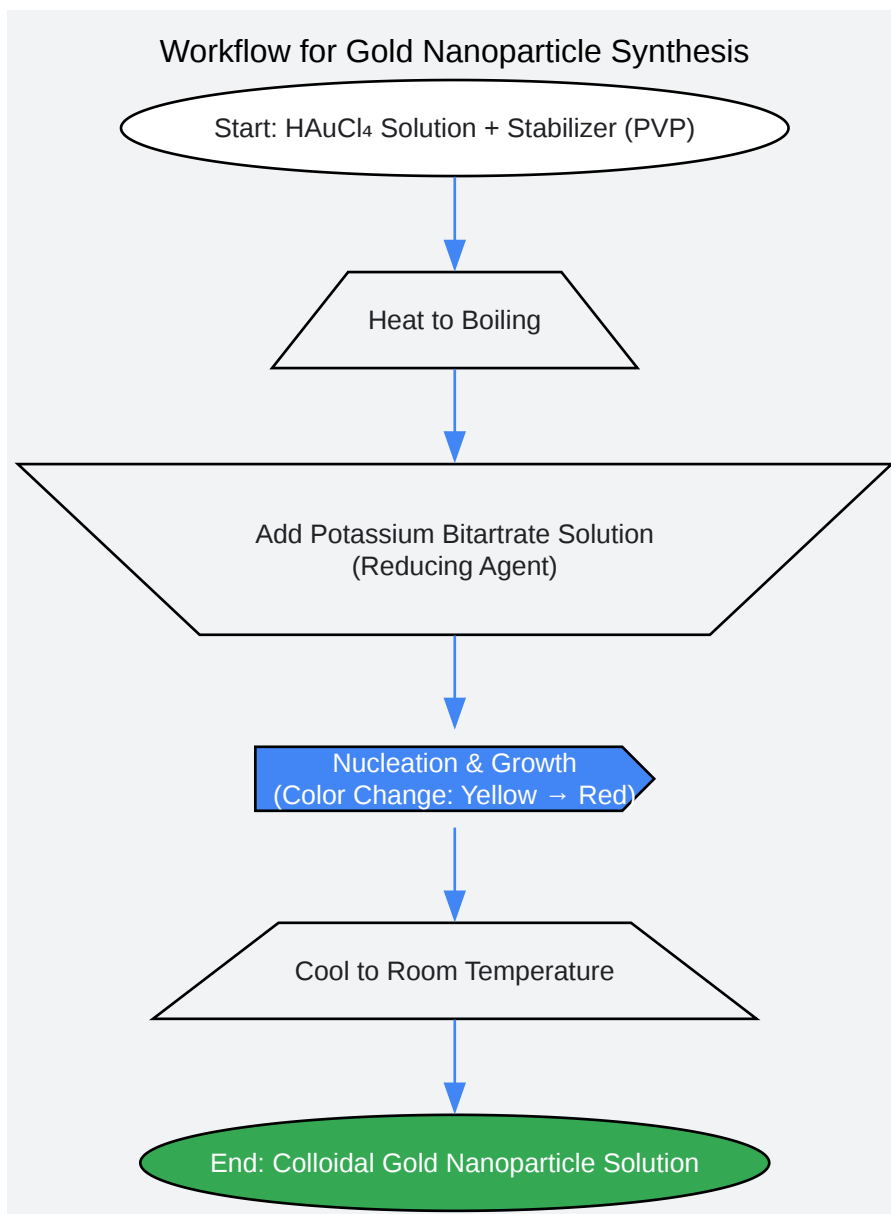 Workflow for Gold Nanoparticle Synthesis
Start: HAuCl₄ Solution + Stabilizer (PVP)
Heat to Boiling
Add Potassium Bitartrate Solution
(Reducing Agent)
Nucleation & Growth
(Color Change: Yellow → Red)
Cool to Room Temperature
End: Colloidal Gold Nanoparticle Solution